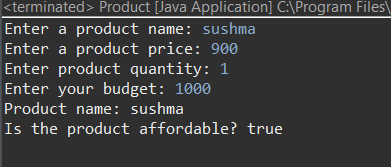 <terminated> Product [Java Application] C:\Program Files\
Enter a product name: sushma
Enter a product price: 900
Enter product quantity: 1
Enter your budget: 1000
Product name: sushma
Is the product affordable? true